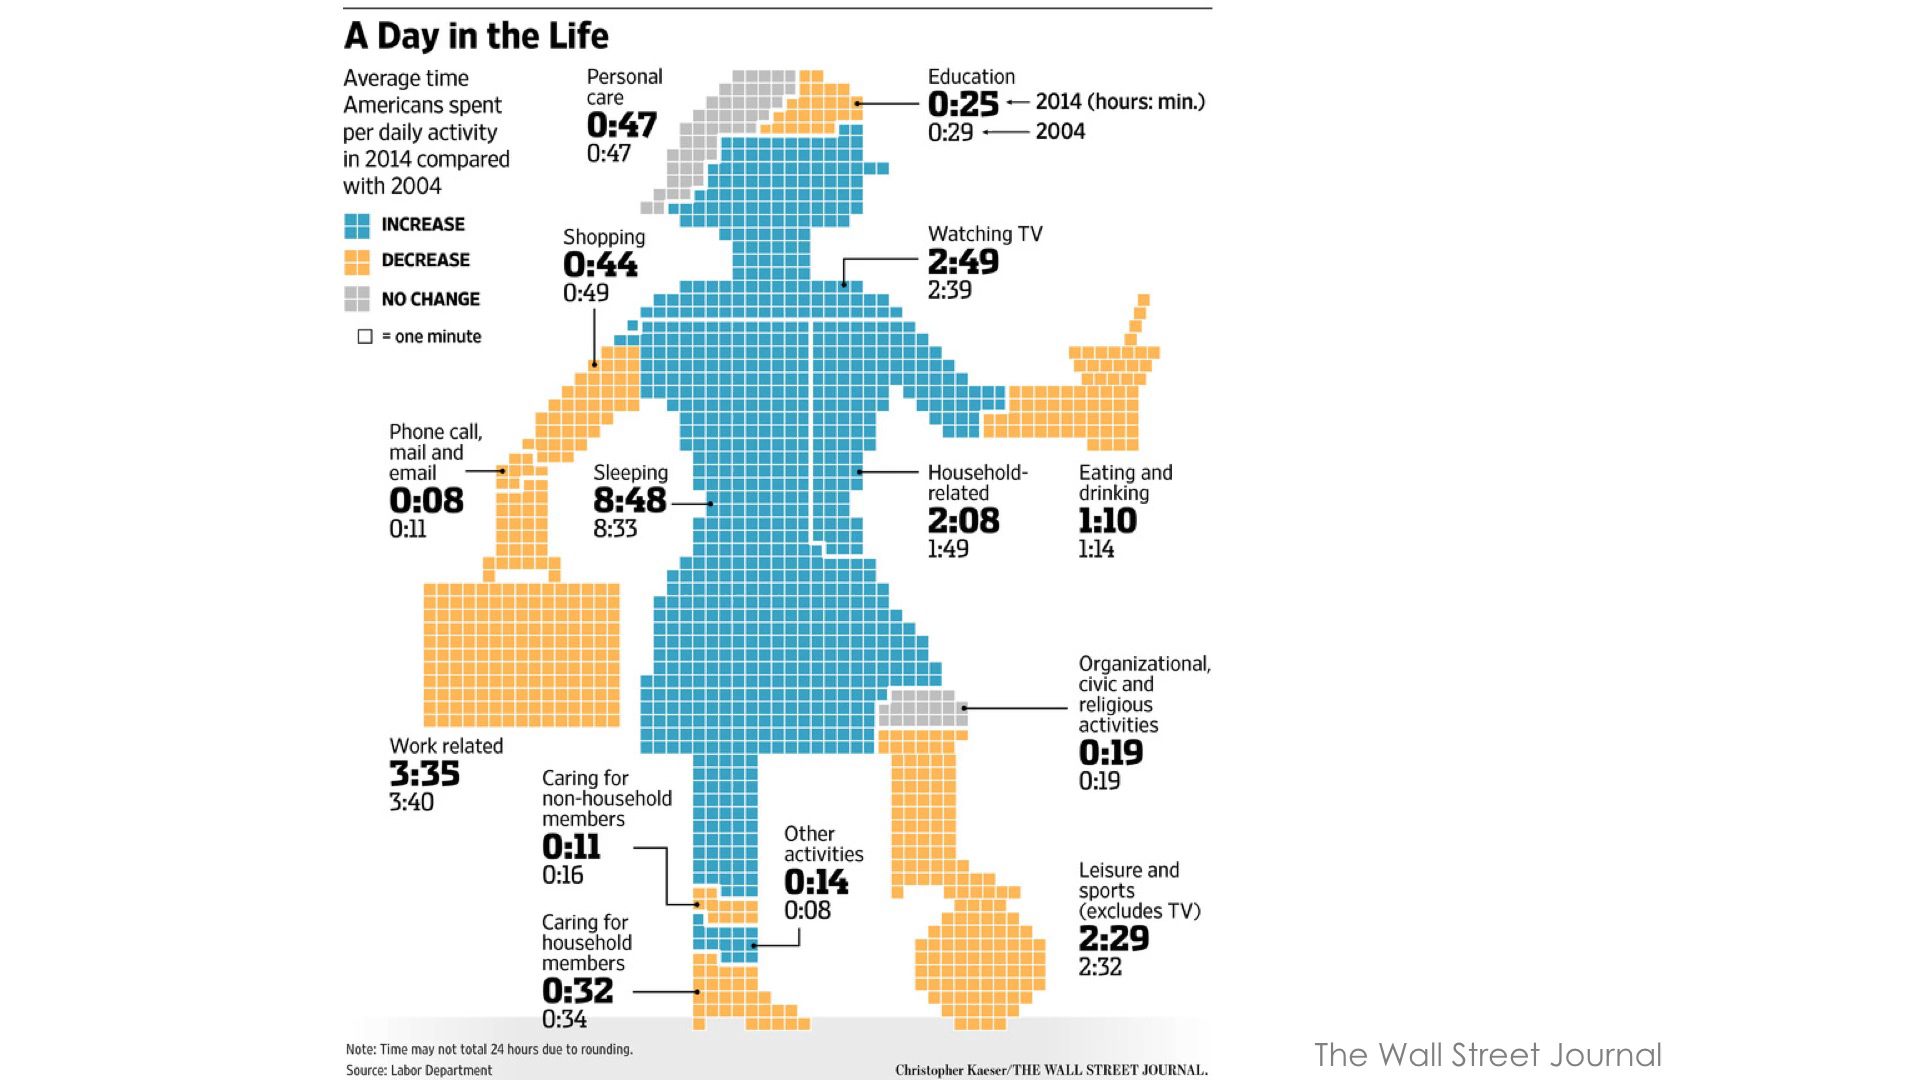 A Day in the Life
Average time
Americans spent
per daily activity
in 2014 compared
with 2004
INCREASE
DECREASE
NO CHANGE
= one minute
Personal
care
0:47
0:47
Education
0:25 2014 (hours: min.)
0:29 2004
Shopping
0:44
0:49
Watching TV
2:49
2:39
Phone call,
mail and
email
0:08
0:11
Sleeping
8:48
8:33
Household-
related
2:08
1:49
Eating and
drinking
1:10
1:14
Work related
3:35
3:40
Organizational,
civic and
religious
activities
0:19
0:19
Caring for
non-household
members
0:11
0:16
Other
activities
0:14
0:08
Caring for
household
members
0:32
0:34
Leisure and
sports
(excludes TV)
2:29
2:32
Note: Time may not total 24 hours due to rounding.
Source: Labor Department
Christopher Kaeser/THE WALL STREET JOURNAL.
The Wall Street Journal